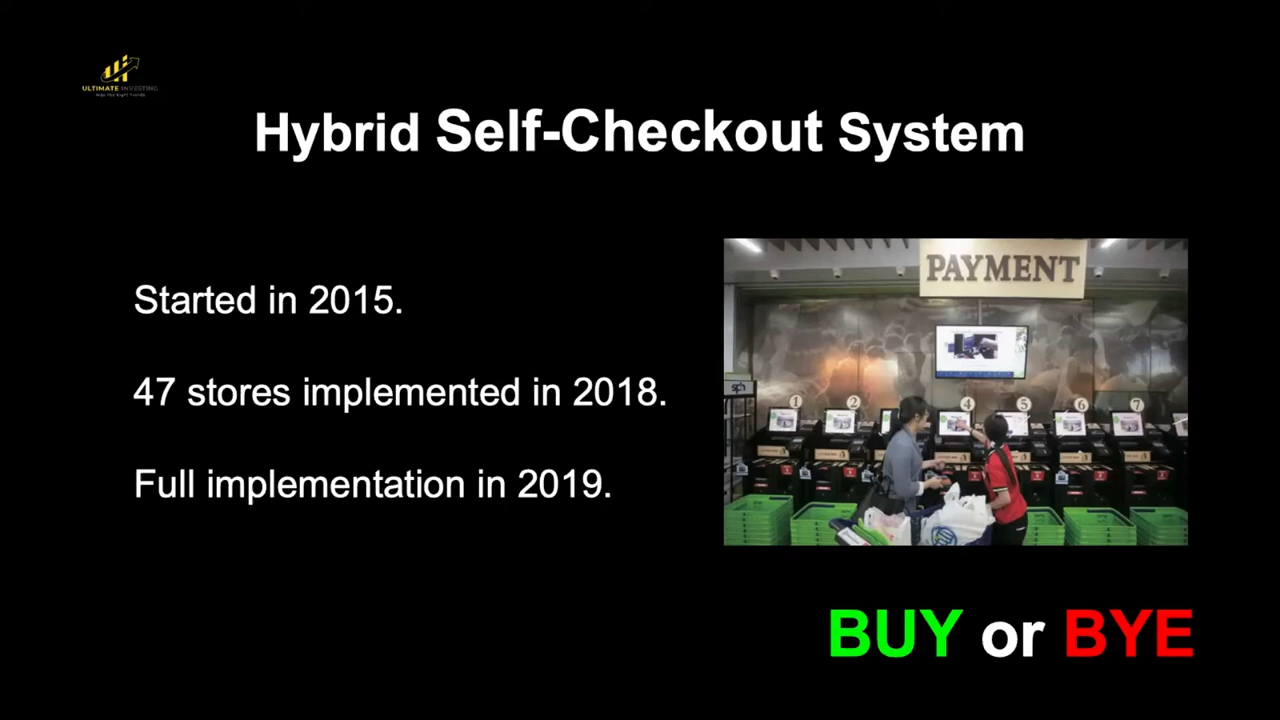 ULTIMATE INVESTING
Hybrid Self-Checkout System
Started in 2015.
47 stores implemented in 2018.
Full implementation in 2019.
PAYMENT
1
2
4
5
6
7
BUY or BYE